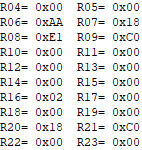 R04= 0x00 R05= 0x00
R06= 0xAA R07= 0x18
R08= 0xE1 R09= 0xC0
R10= 0x00 R11= 0x00
R12= 0x00 R13= 0x00
R14= 0x00 R15= 0x00
R16= 0x02 R17= 0x00
R18= 0x00 R19= 0x00
R20= 0x18 R21= 0xC0
R22= 0x00 R23= 0x00